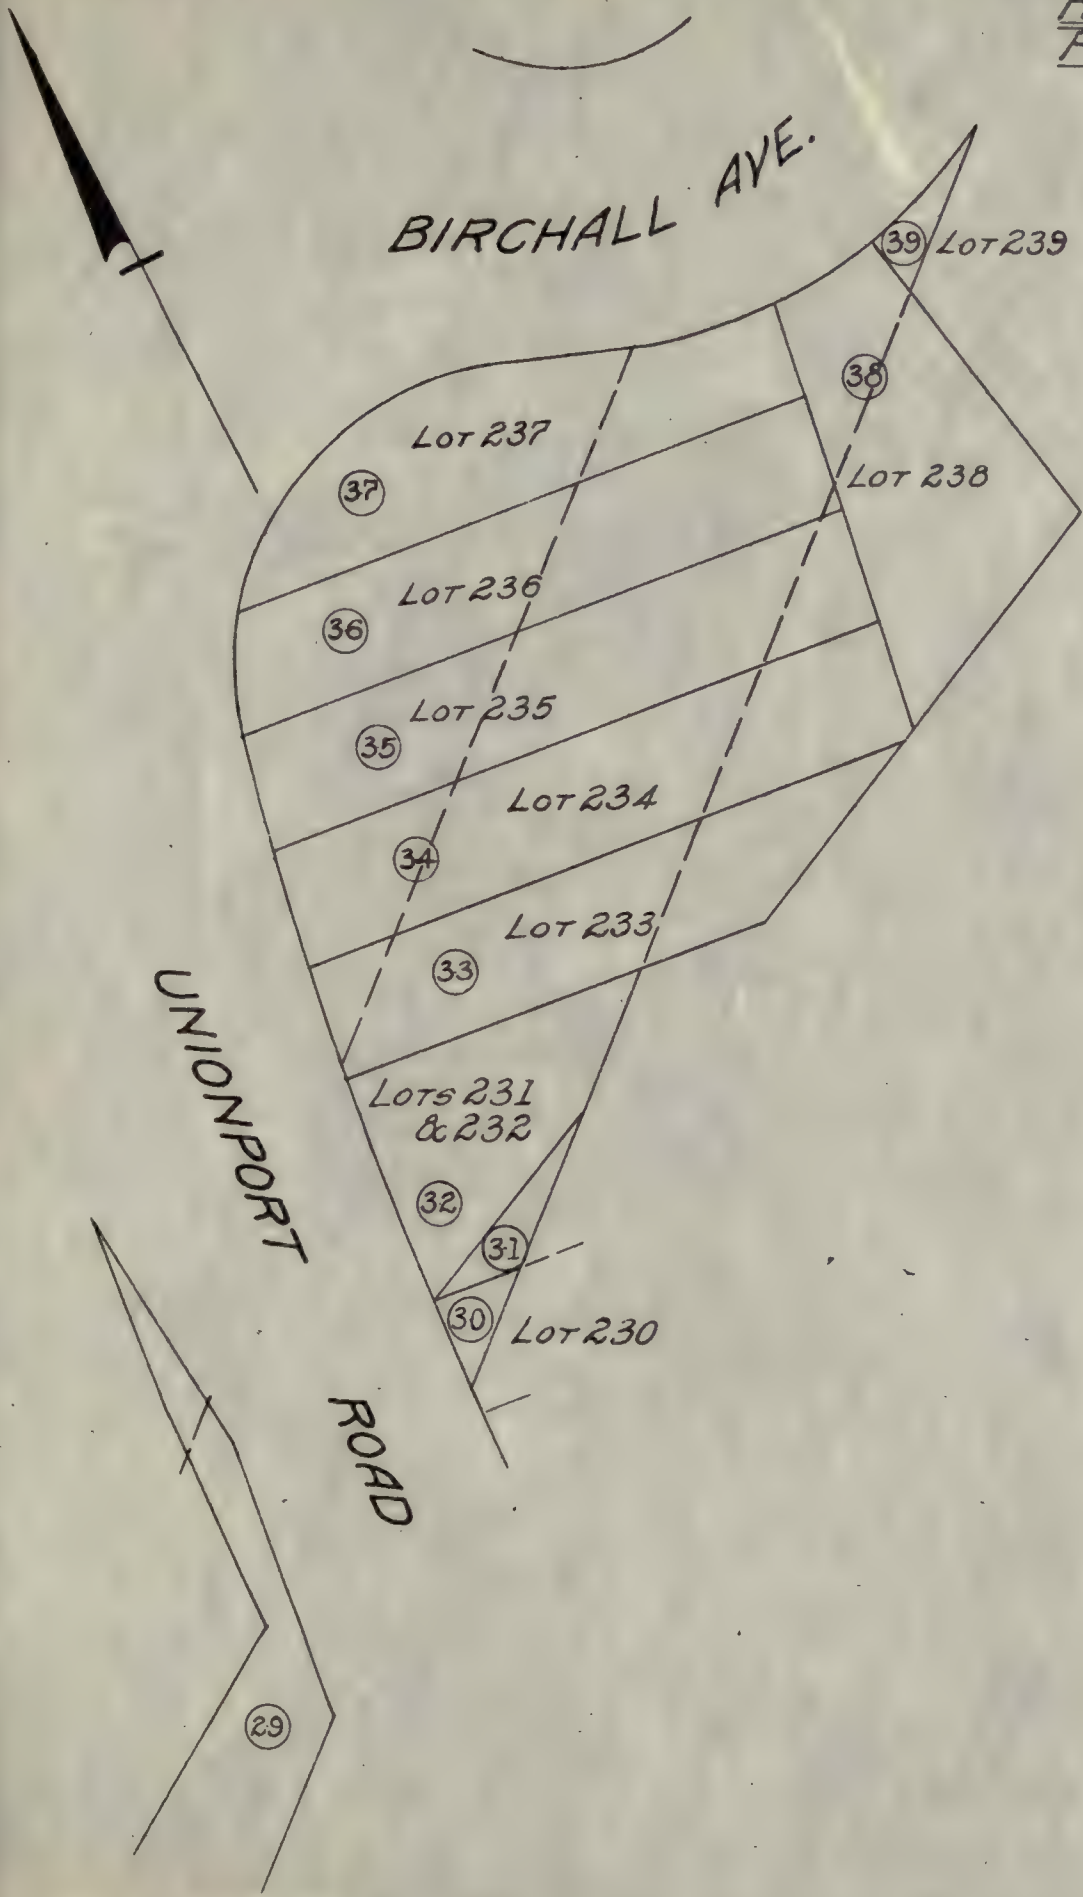 BIRCHALL AVE.
39 LOT 239
38
LOT 237
37
LOT 238
LOT 236
36
LOT 235
35
LOT 234
34
LOT 233
33
UNIONPORT
LOTS 231
& 232
32
31
30 LOT 230
ROAD
29